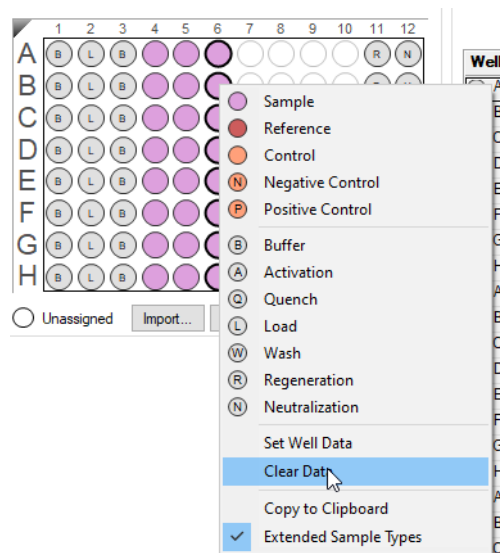 1 2 3 4 5 6 7 8 9 10 11 12
A B L B R N
B B L B
C B L B
D B L B
E B L B
F B L B
G B L B
H B L B
Unassigned Import...
Sample
Reference
Control
N Negative Control
P Positive Control
B Buffer
A Activation
Q Quench
L Load
W Wash
R Regeneration
N Neutralization
Set Well Data
Clear Data
Copy to Clipboard
Extended Sample Types
Well